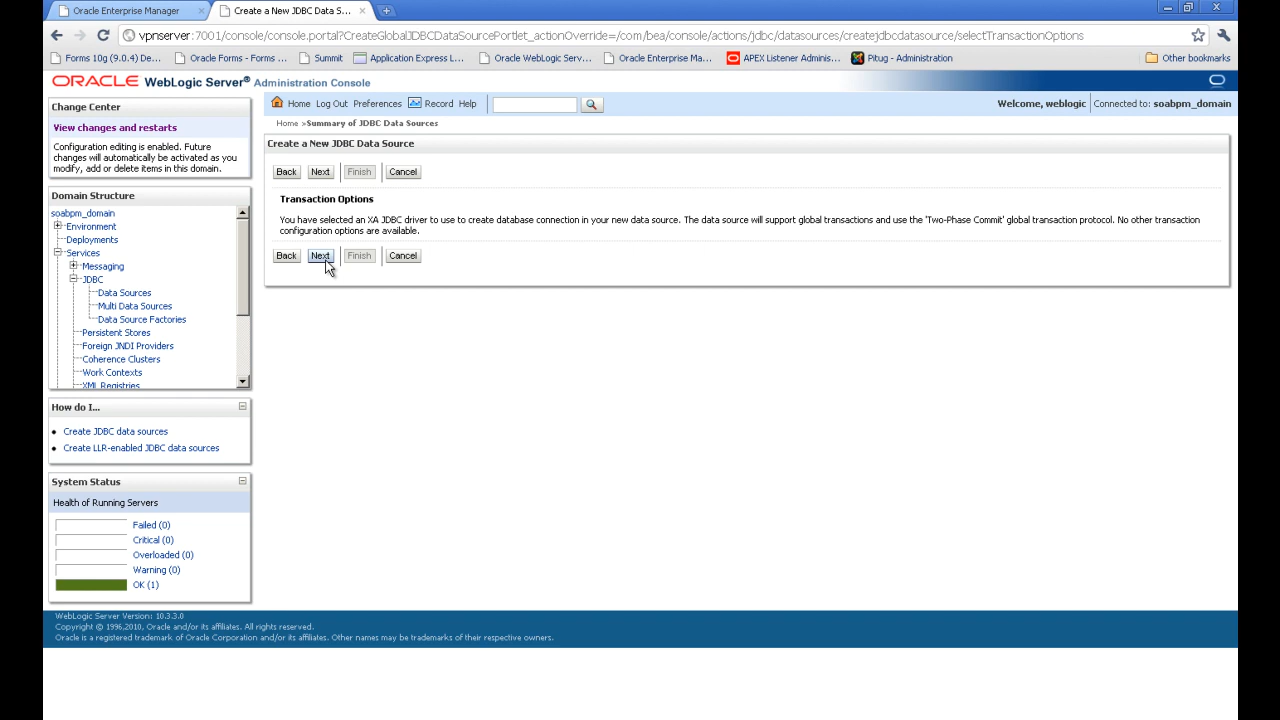 Oracle Enterprise Manager
Create a New JDBC Data S...
vpnserver:7001/console/console.portal?CreateGlobalJDBCDataSourcePortlet_actionOverride=/com/bea/console/actions/jdbc/datasources/createjdbcdatasource/selectTransactionOptions
Forms 10g (9.0.4) De...
Oracle Forms - Forms ...
Summit
Application Express L...
Oracle WebLogic Serv...
Oracle Enterprise Ma...
APEX Listener Adminis...
Pitug - Administration
Other bookmarks
ORACLE WebLogic Server® Administration Console
Change Center
View changes and restarts
Configuration editing is enabled. Future
changes will automatically be activated as you
modify, add or delete items in this domain.
Domain Structure
soabpm_domain
Environment
Deployments
Services
Messaging
JDBC
Data Sources
Multi Data Sources
Data Source Factories
Persistent Stores
Foreign JNDI Providers
Coherence Clusters
Work Contexts
XML Registries
How do I...
Create JDBC data sources
Create LLR-enabled JDBC data sources
System Status
Health of Running Servers
Failed (0)
Critical (0)
Overloaded (0)
Warning (0)
OK (1)
Home Log Out Preferences Record Help
Welcome, weblogic
Connected to: soabpm_domain
Home >Summary of JDBC Data Sources
Create a New JDBC Data Source
Back Next Finish Cancel
Transaction Options
You have selected an XA JDBC driver to use to create database connection in your new data source. The data source will support global transactions and use the 'Two-Phase Commit' global transaction protocol. No other transaction
configuration options are available.
Back Next Finish Cancel
WebLogic Server Version: 10.3.3.0
Copyright © 1996,2010, Oracle and/or its affiliates. All rights reserved.
Oracle is a registered trademark of Oracle Corporation and/or its affiliates. Other names may be trademarks of their respective owners.